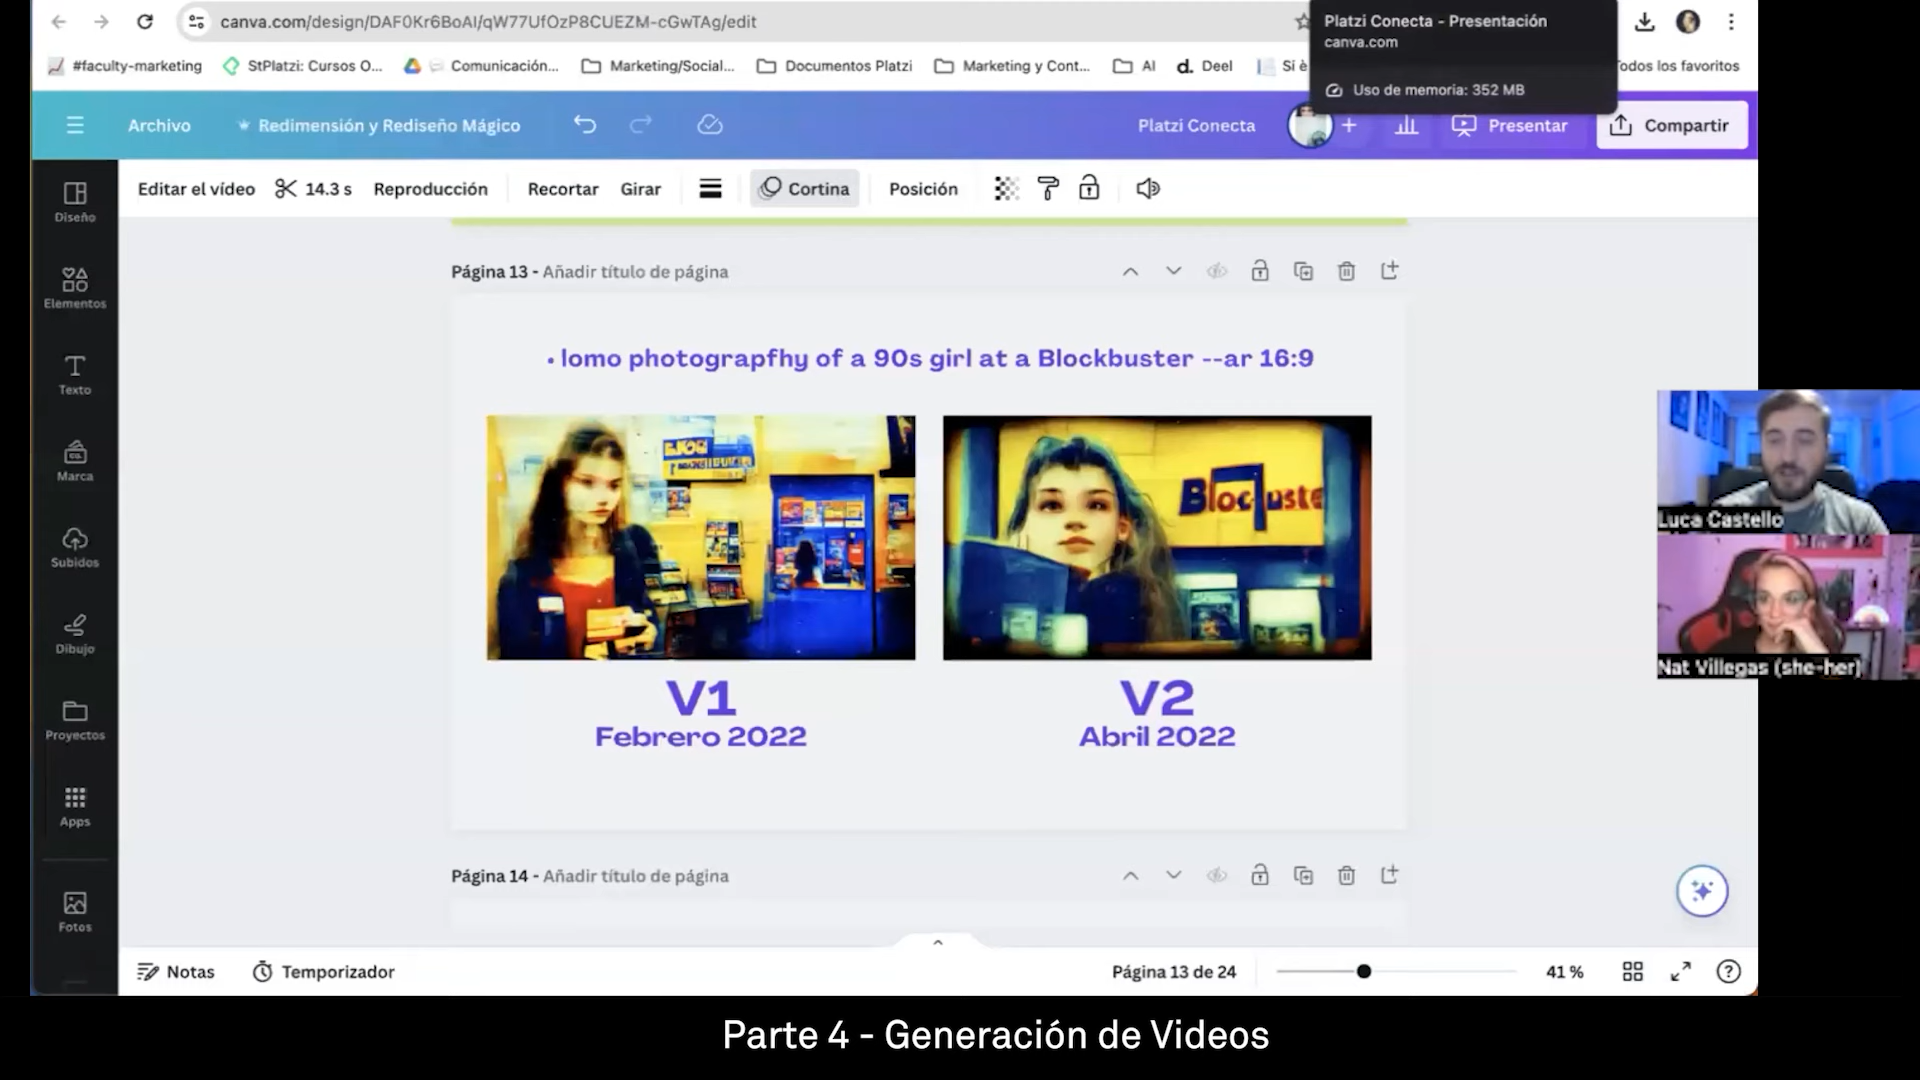 canva.com/design/DAF0Kr6BoAI/qW77UfOzP8CUEZM-cGwTAg/edit
Platzi Conecta - Presentación
canva.com
Uso de memoria: 352 MB
#faculty-marketing
StPlatzi: Cursos O...
Comunicación...
Marketing/Social...
Documentos Platzi
Marketing y Cont...
AI
d. Deel
Sí è
Todos los favoritos
Archivo
Redimensión y Rediseño Mágico
Platzi Conecta
Presentar
Compartir
Editar el vídeo
14.3 s
Reproducción
Recortar
Girar
Cortina
Posición
Diseño
Elementos
Texto
Marca
Subidos
Dibujo
Proyectos
Apps
Fotos
Página 13 - Añadir título de página
• lomo photograpfhy of a 90s girl at a Blockbuster --ar 16:9
V1
Febrero 2022
V2
Abril 2022
Página 14 - Añadir título de página
Luca Castello
Nat Villegas (she-her)
Notas
Temporizador
Página 13 de 24
41 %
Parte 4 - Generación de Videos